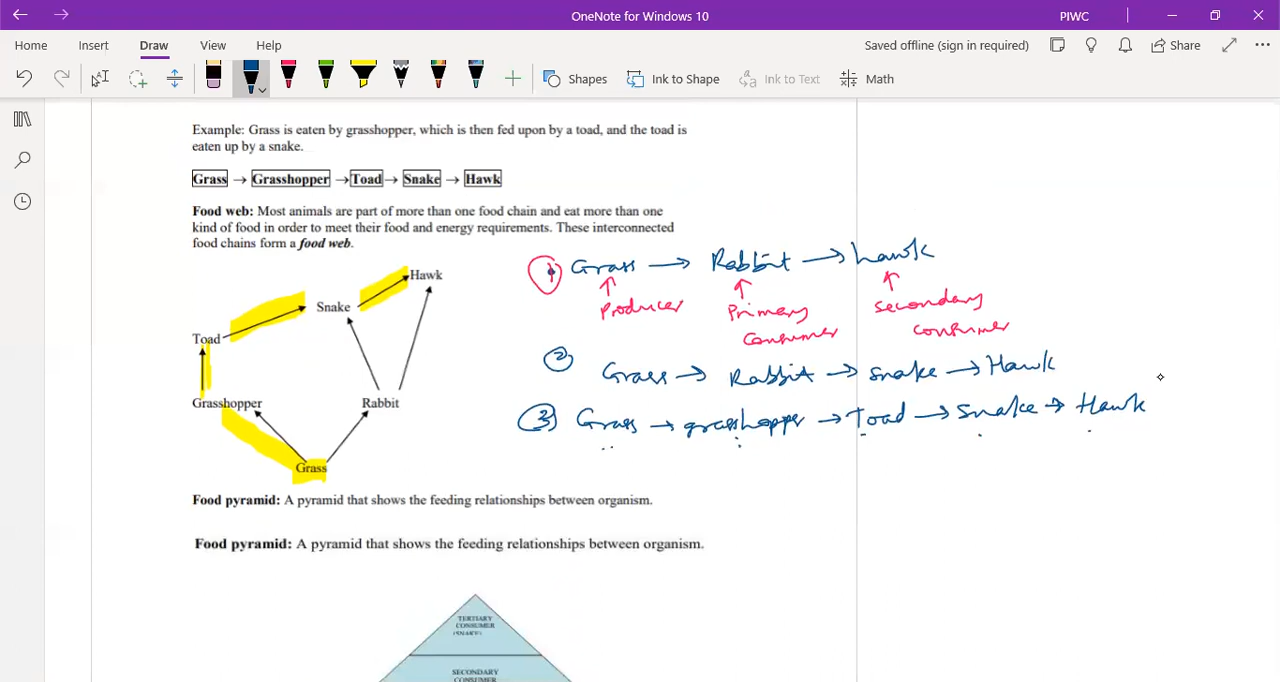 OneNote for Windows 10
PIWC
Home Insert Draw View Help
Saved offline (sign in required)
Share
Shapes
Ink to Shape
Ink to Text
Math
Example: Grass is eaten by grasshopper, which is then fed upon by a toad, and the toad is
eaten up by a snake.
Grass → Grasshopper → Toad → Snake → Hawk
Food web: Most animals are part of more than one food chain and eat more than one
kind of food in order to meet their food and energy requirements. These interconnected
food chains form a food web.
Hawk
Snake
Toad
Grasshopper
Rabbit
Grass
① Grass → Rabbit → hawk
↑ ↑ ↑
Producer Primary Secondary
Consumer Consumer
② Grass → Rabbit → snake → Hawk
③ Grass → grasshopper → Toad → Snake → Hawk
Food pyramid: A pyramid that shows the feeding relationships between organism.
Food pyramid: A pyramid that shows the feeding relationships between organism.
TERTIARY
CONSUMER
(SNAKE)
SECONDARY
CONSUMER